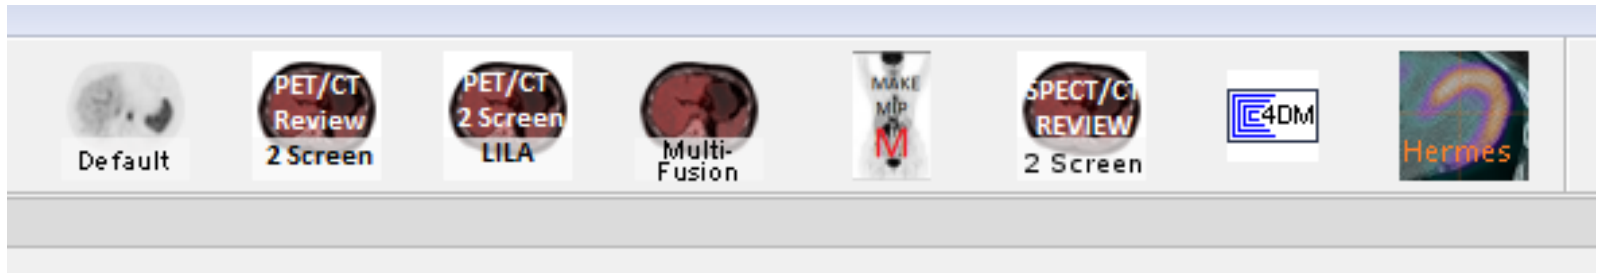 Default
PET/CT
Review
2 Screen
PET/CT
2 Screen
LILA
Multi-
Fusion
MAKE
MIP
M
SPECT/CT
REVIEW
2 Screen
4DM
Hermes